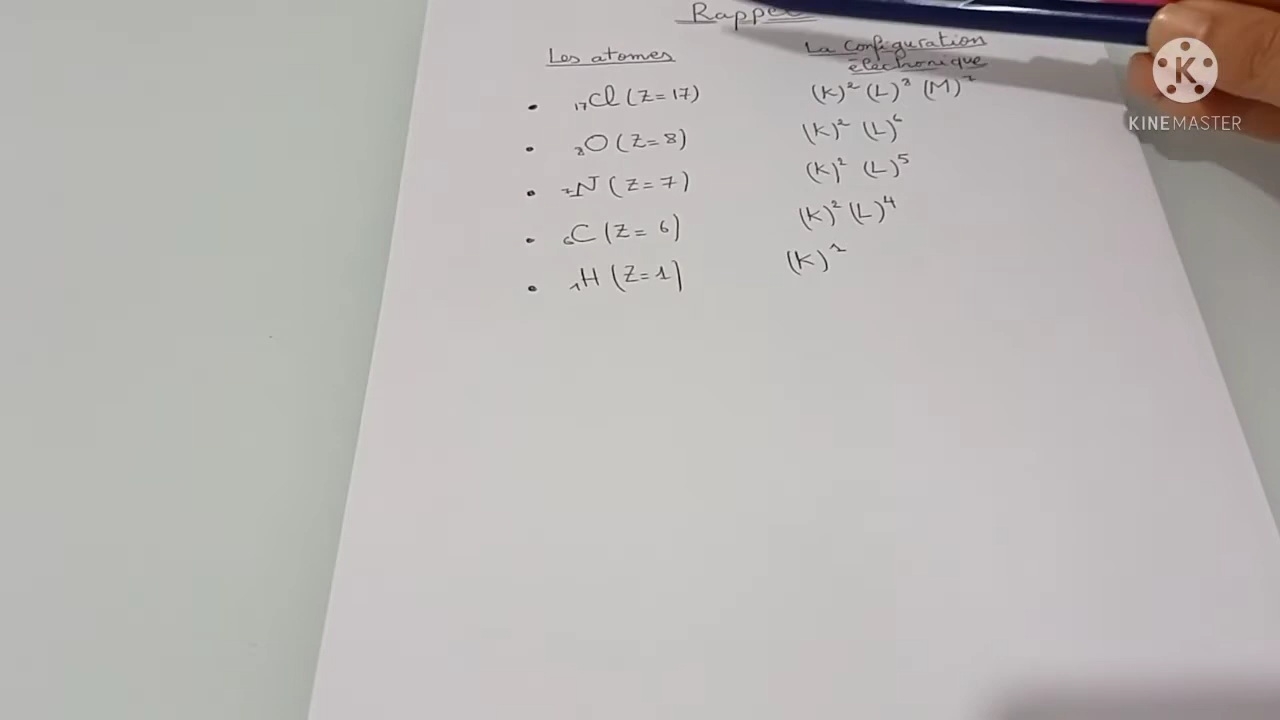 Rappel
Les atomes
La configuration
électronique
• ₁₇Cl (Z=17) (K)² (L)⁸ (M)⁷
• ₈O (Z=8) (K)² (L)⁶
• ₇N (Z=7) (K)² (L)⁵
• ₆C (Z=6) (K)² (L)⁴
• ₁H (Z=1) (K)¹
K
KINEMASTER